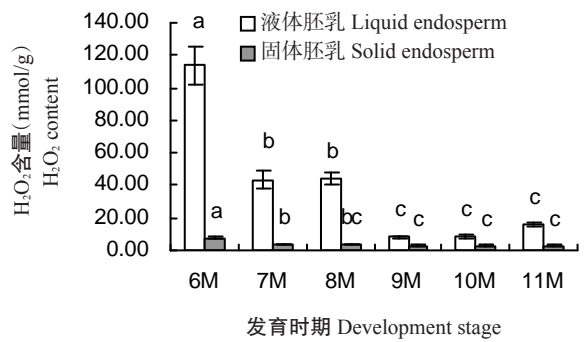 140.00
120.00
100.00
80.00
60.00
40.00
20.00
0.00
H₂O₂含量(mmol/g)
H₂O₂ content
液体胚乳 Liquid endosperm
固体胚乳 Solid endosperm
a
a
b
b
b
bc
c
c
c
c
c
c
6M 7M 8M 9M 10M 11M
发育时期 Development stage